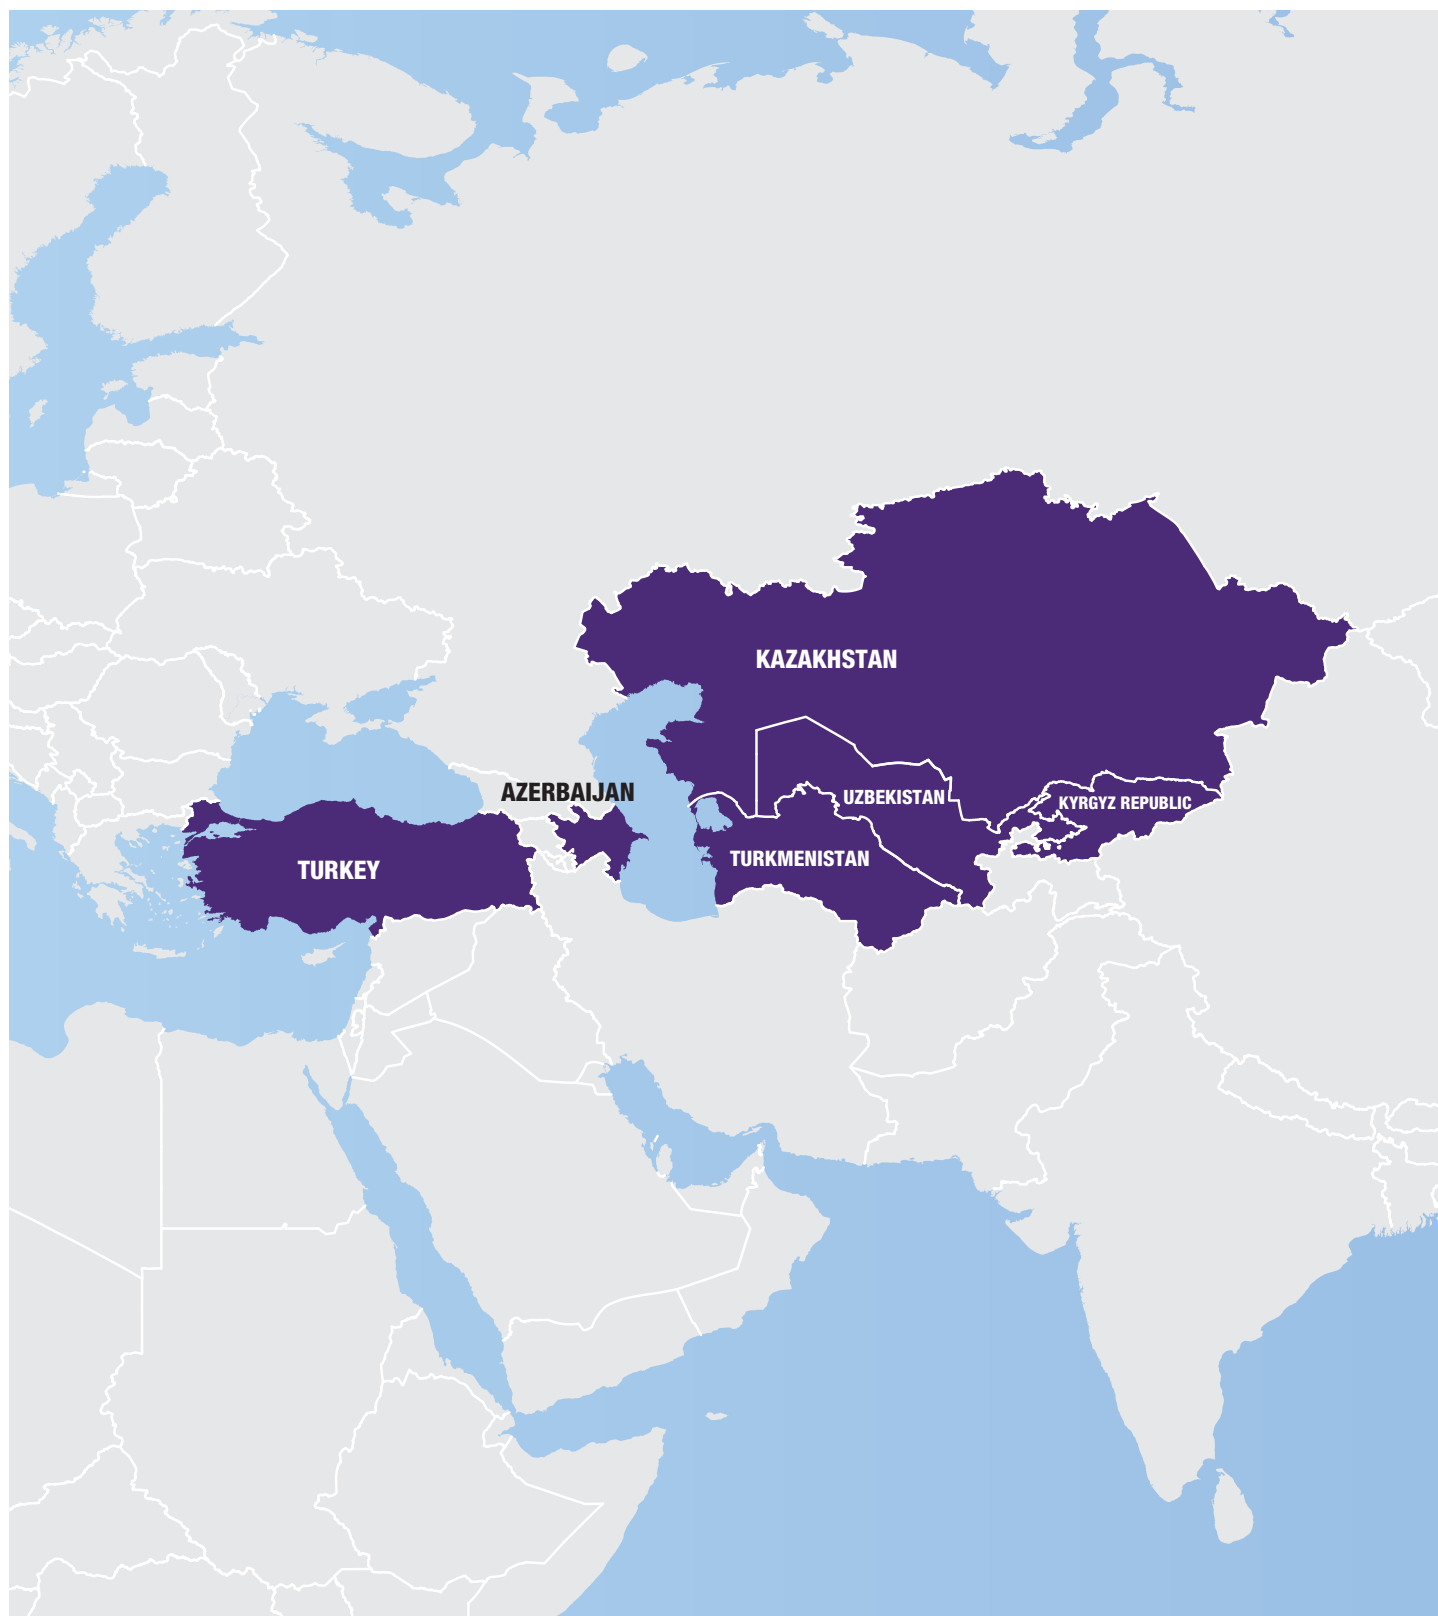 KAZAKHSTAN
AZERBAIJAN
UZBEKISTAN
KYRGYZ REPUBLIC
TURKMENISTAN
TURKEY